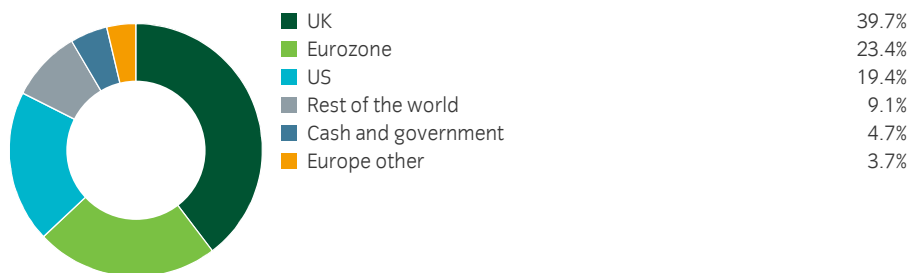 UK 39.7%
Eurozone 23.4%
US 19.4%
Rest of the world 9.1%
Cash and government 4.7%
Europe other 3.7%